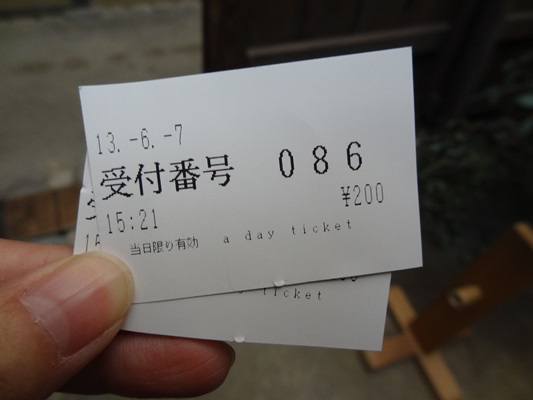 13.-6.-7
受付番号 086
¥200
15:21
当日限り有効 a day ticket
ticket